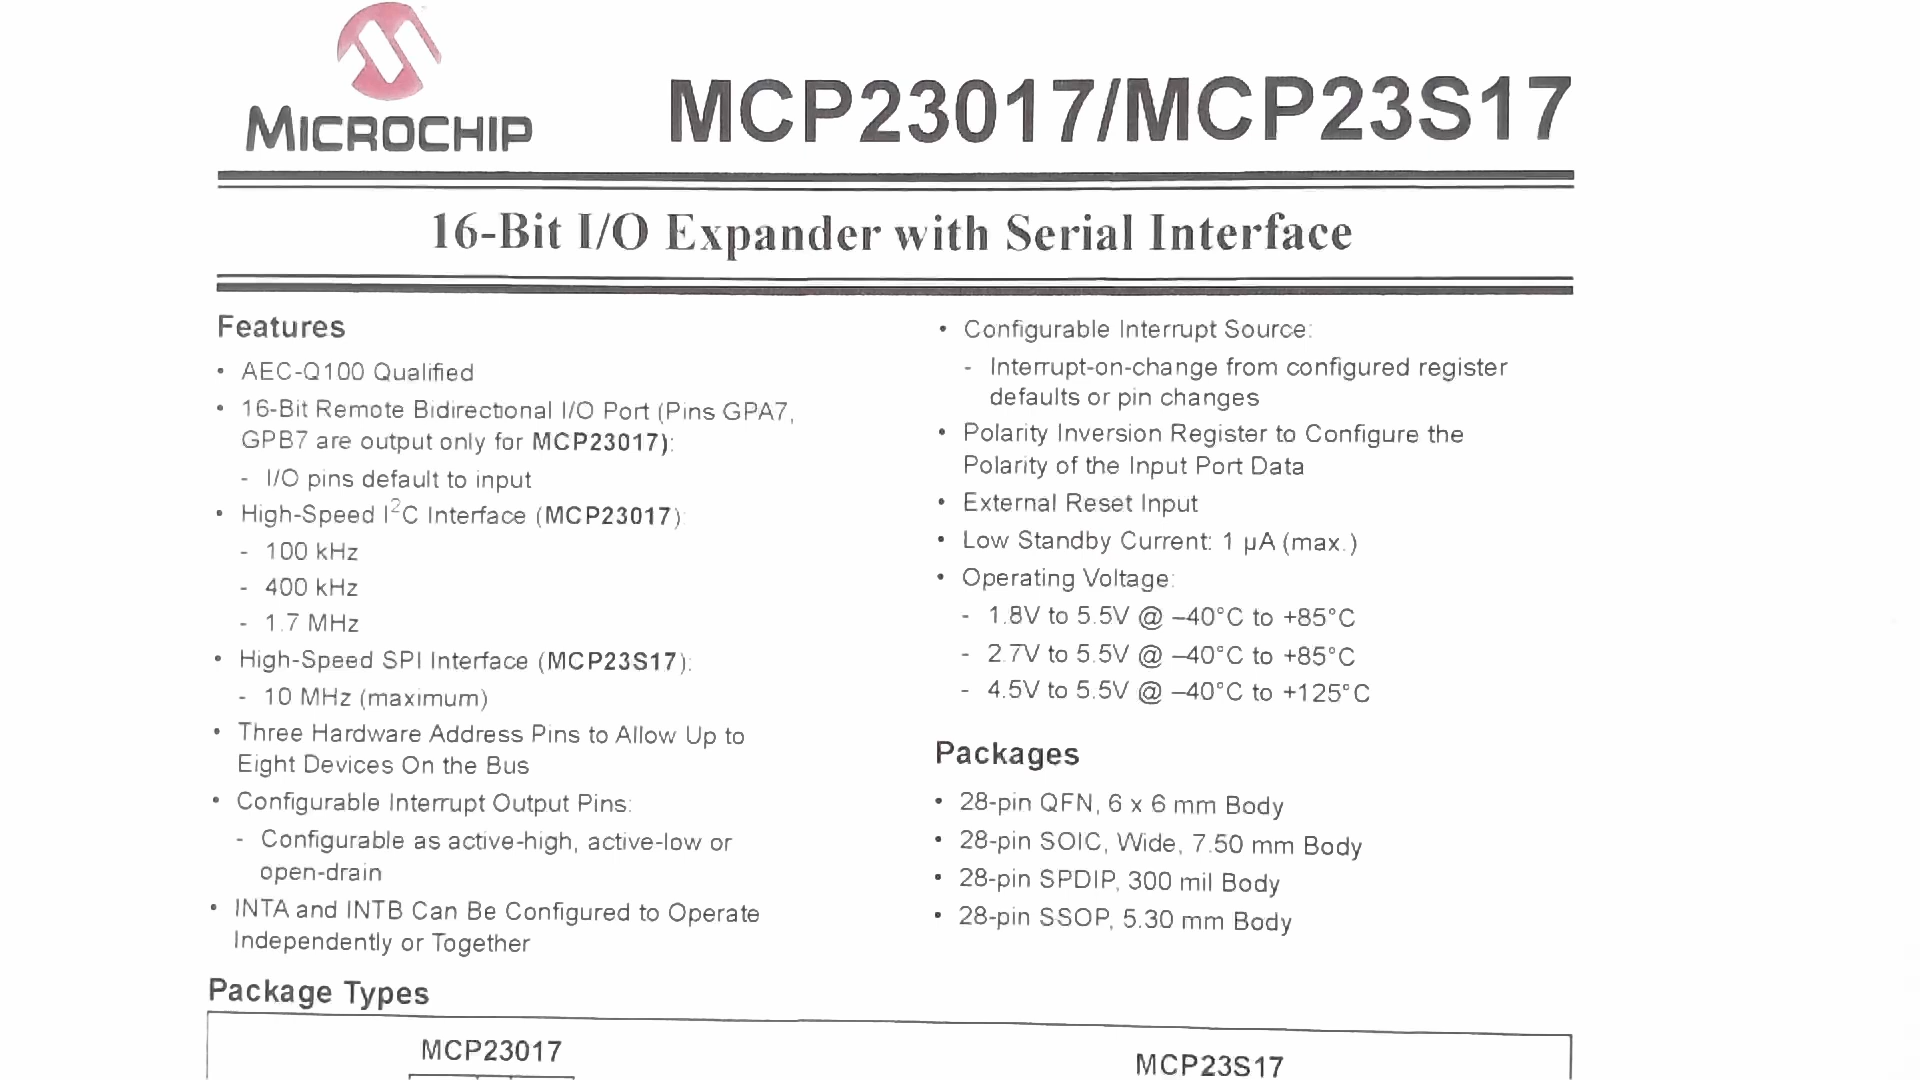 MICROCHIP
MCP23017/MCP23S17
16-Bit I/O Expander with Serial Interface
Features
• AEC-Q100 Qualified
• 16-Bit Remote Bidirectional I/O Port (Pins GPA7,
GPB7 are output only for MCP23017):
- I/O pins default to input
• High-Speed I²C Interface (MCP23017):
- 100 kHz
- 400 kHz
- 1.7 MHz
• High-Speed SPI Interface (MCP23S17):
- 10 MHz (maximum)
• Three Hardware Address Pins to Allow Up to
Eight Devices On the Bus
• Configurable Interrupt Output Pins:
- Configurable as active-high, active-low or
open-drain
• INTA and INTB Can Be Configured to Operate
Independently or Together
• Configurable Interrupt Source:
- Interrupt-on-change from configured register
defaults or pin changes
• Polarity Inversion Register to Configure the
Polarity of the Input Port Data
• External Reset Input
• Low Standby Current: 1 µA (max.)
• Operating Voltage:
- 1.8V to 5.5V @ –40°C to +85°C
- 2.7V to 5.5V @ –40°C to +85°C
- 4.5V to 5.5V @ –40°C to +125°C
Packages
• 28-pin QFN, 6 x 6 mm Body
• 28-pin SOIC, Wide, 7.50 mm Body
• 28-pin SPDIP, 300 mil Body
• 28-pin SSOP, 5.30 mm Body
Package Types
MCP23017
MCP23S17